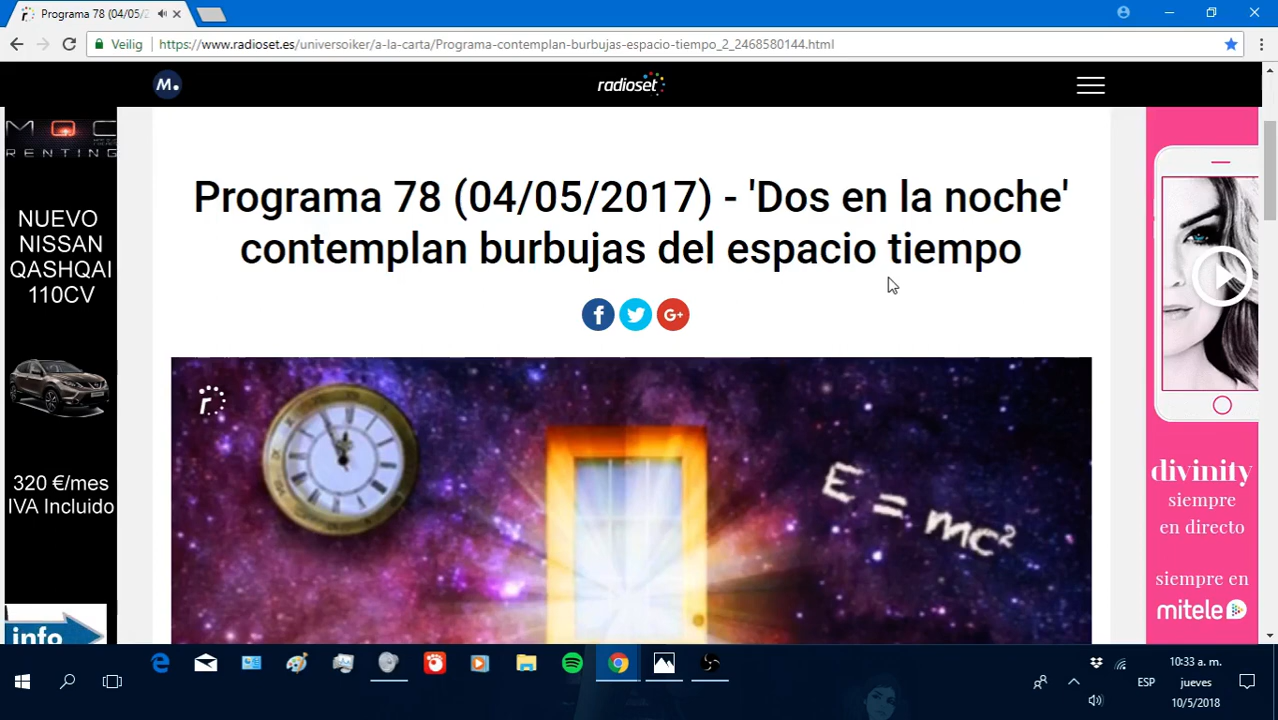 Programa 78 (04/05/2
Veilig
https://www.radioset.es/universoiker/a-la-carta/Programa-contemplan-burbujas-espacio-tiempo_2_2468580144.html
M.
radioset
MQC
RENTING
NUEVO
NISSAN
QASHQAI
110CV
320 €/mes
IVA Incluido
info
Programa 78 (04/05/2017) - 'Dos en la noche'
contemplan burbujas del espacio tiempo
f
G+
r
E = mc²
divinity
siempre
en directo
siempre en
mitele
ESP
10:33 a. m.
jueves
10/5/2018